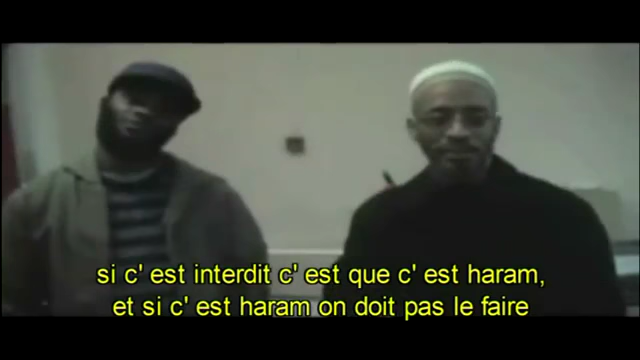 si c' est interdit c' est que c' est haram,
et si c' est haram on doit pas le faire